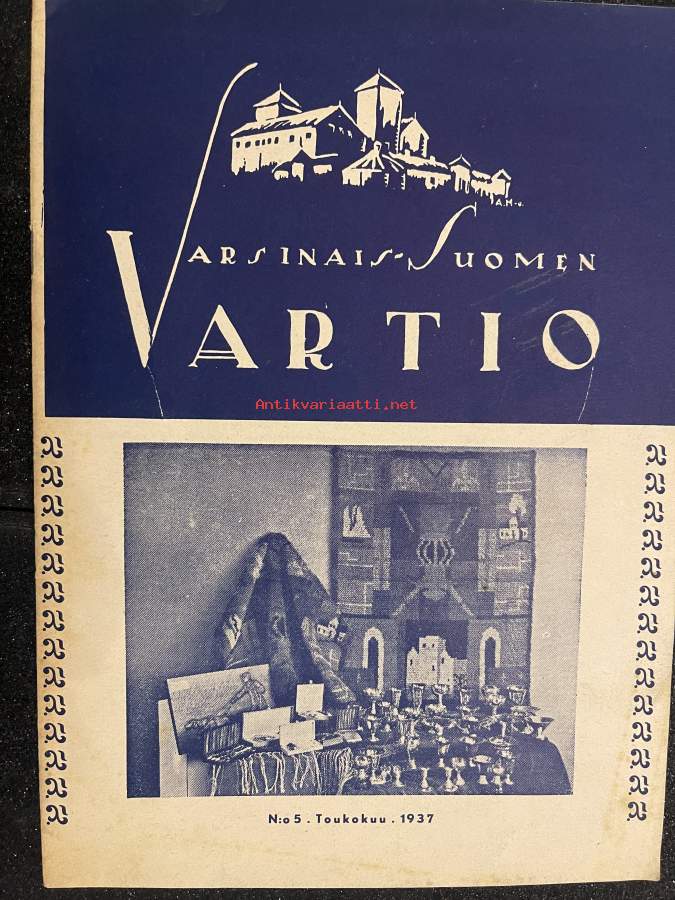 A.H-v.
VARSINAIS-SUOMEN
VARTIO
Antikvariaatti.net
N:o 5 . Toukokuu . 1937